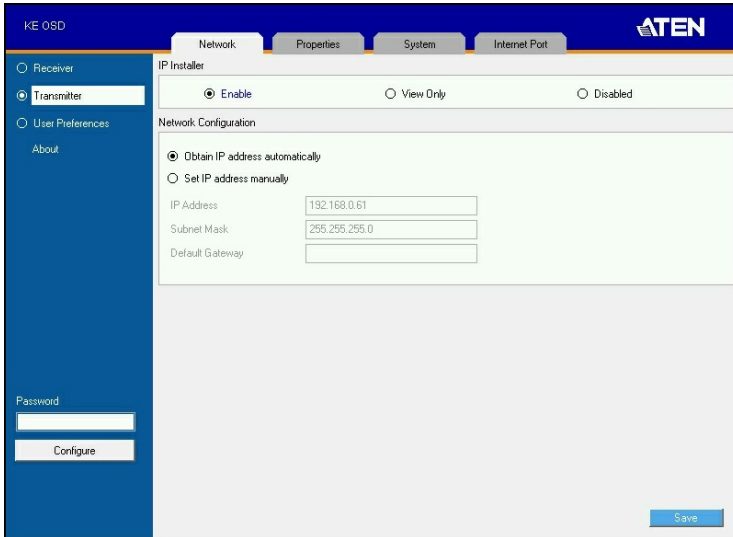 KE OSD
ATEN
Network Properties System Internet Port
Receiver
Transmitter
User Preferences
About
IP Installer
Enable View Only Disabled
Network Configuration
Obtain IP address automatically
Set IP address manually
IP Address 192.168.0.61
Subnet Mask 255.255.255.0
Default Gateway
Password
Configure
Save